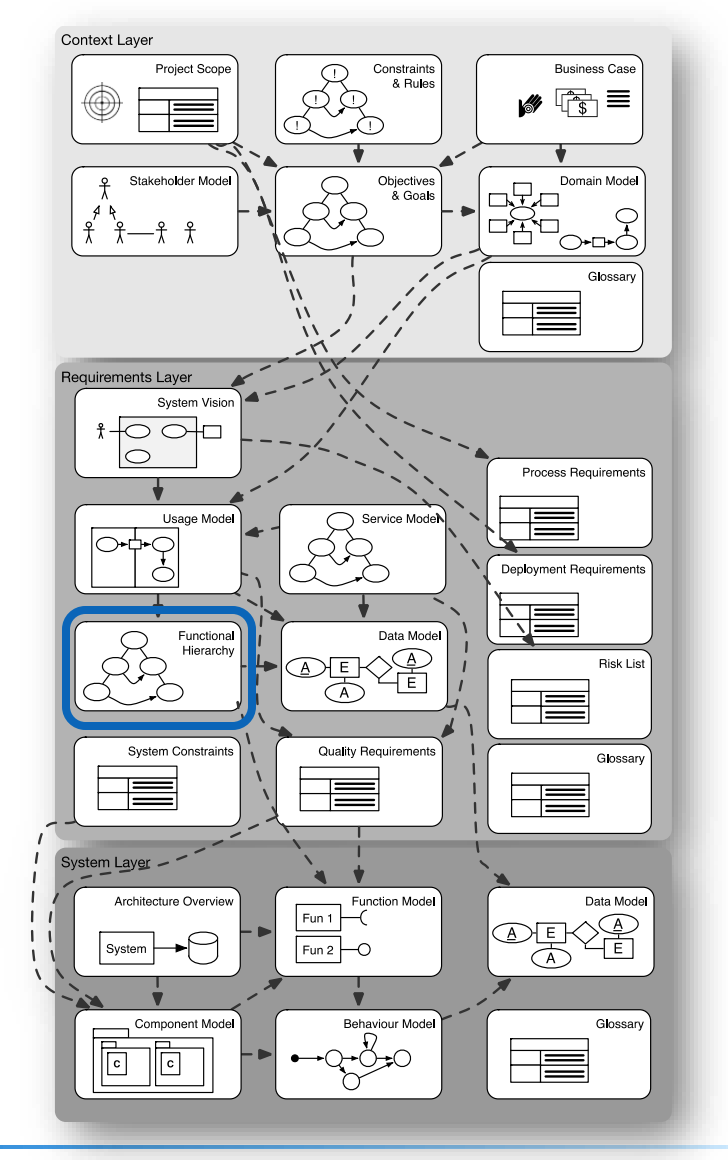 Context Layer
Project Scope
Constraints
& Rules
!
!
!
!
!
Business Case
$
Stakeholder Model
Objectives
& Goals
Domain Model
Glossary
Requirements Layer
System Vision
Process Requirements
Usage Model
Service Model
Deployment Requirements
Functional
Hierarchy
Data Model
A
E
A
A
E
Risk List
System Constraints
Quality Requirements
Glossary
System Layer
Architecture Overview
System
Function Model
Fun 1
Fun 2
Data Model
A
E
A
A
E
Component Model
C
C
Behaviour Model
Glossary